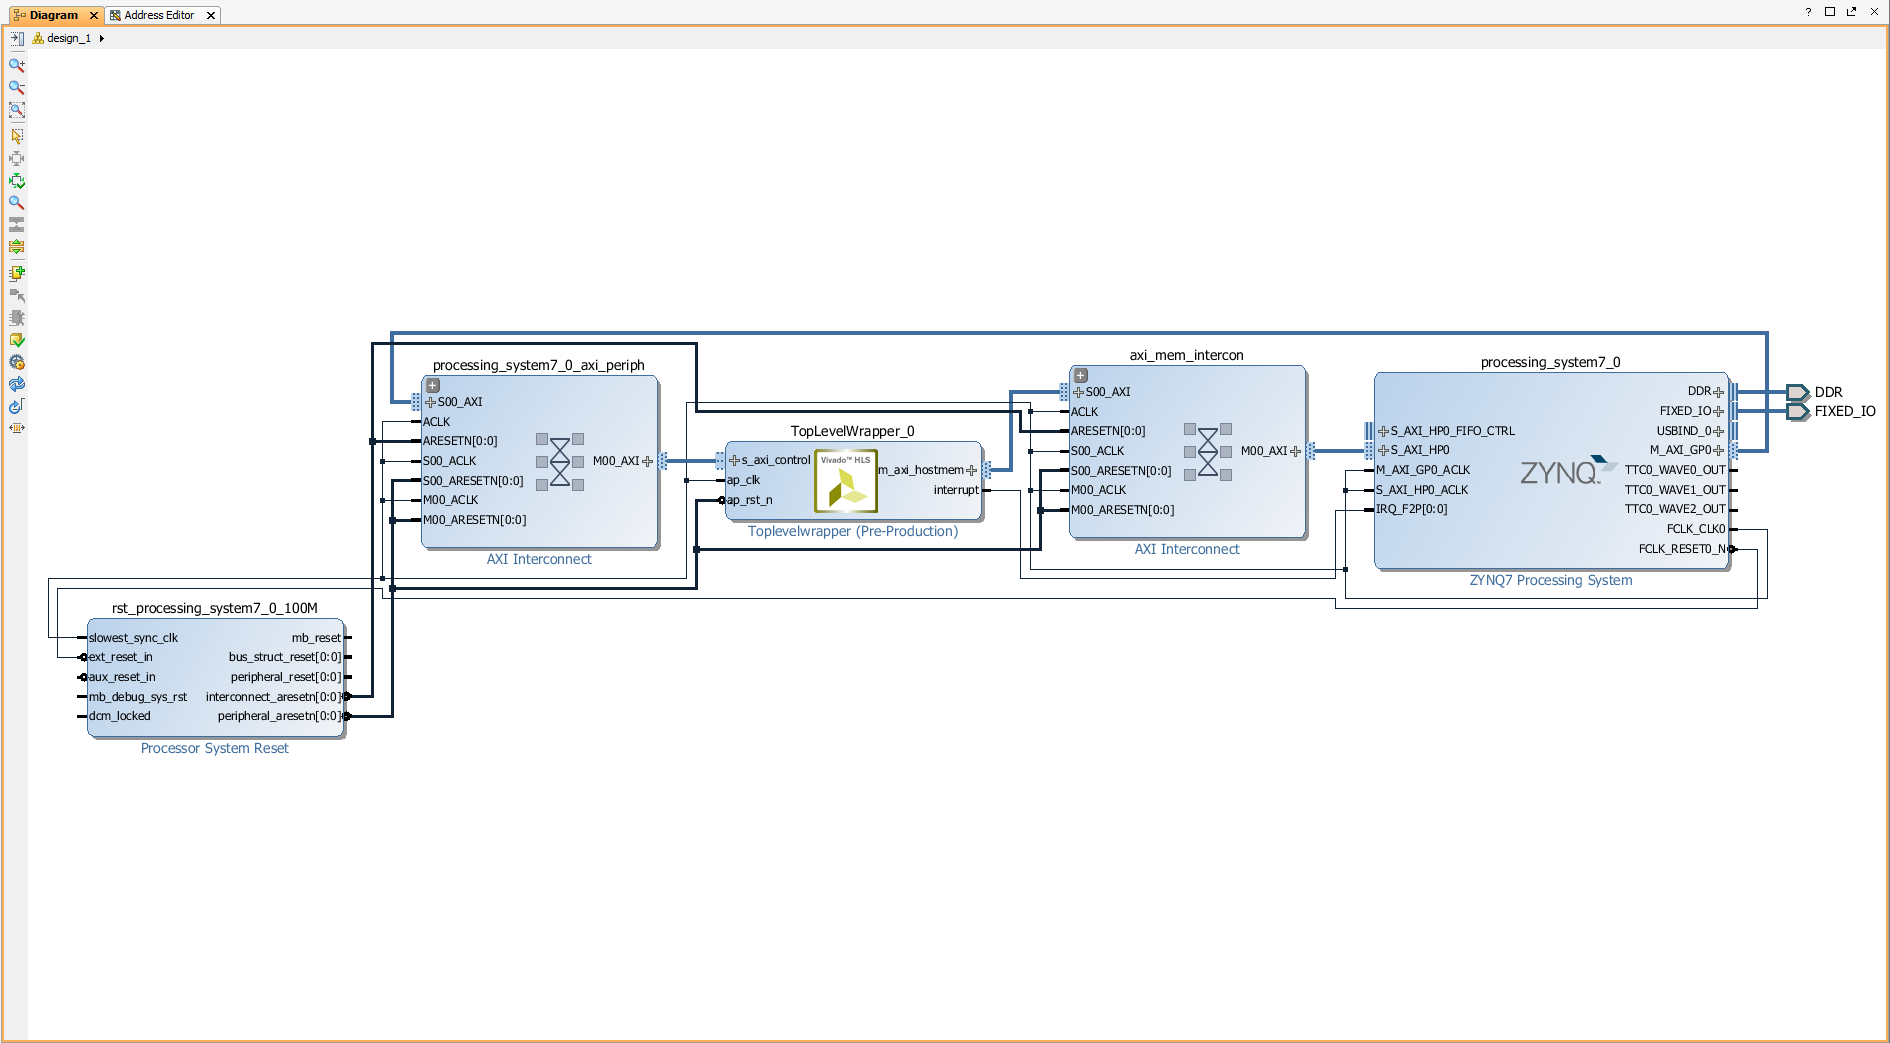 Diagram
Address Editor
design_1
processing_system7_0_axi_periph
S00_AXI
ACLK
ARESETN[0:0]
S00_ACLK
S00_ARESETN[0:0]
M00_ACLK
M00_ARESETN[0:0]
M00_AXI
AXI Interconnect
TopLevelWrapper_0
s_axi_control
ap_clk
ap_rst_n
Vivado™ HLS
m_axi_hostmem
interrupt
Toplevelwrapper (Pre-Production)
axi_mem_intercon
S00_AXI
ACLK
ARESETN[0:0]
S00_ACLK
S00_ARESETN[0:0]
M00_ACLK
M00_ARESETN[0:0]
M00_AXI
AXI Interconnect
processing_system7_0
S_AXI_HP0_FIFO_CTRL
S_AXI_HP0
M_AXI_GP0_ACLK
S_AXI_HP0_ACLK
IRQ_F2P[0:0]
ZYNQ
DDR
FIXED_IO
USBIND_0
M_AXI_GP0
TTC0_WAVE0_OUT
TTC0_WAVE1_OUT
TTC0_WAVE2_OUT
FCLK_CLK0
FCLK_RESET0_N
ZYNQ7 Processing System
DDR
FIXED_IO
rst_processing_system7_0_100M
slowest_sync_clk
ext_reset_in
aux_reset_in
mb_debug_sys_rst
dcm_locked
mb_reset
bus_struct_reset[0:0]
peripheral_reset[0:0]
interconnect_aresetn[0:0]
peripheral_aresetn[0:0]
Processor System Reset